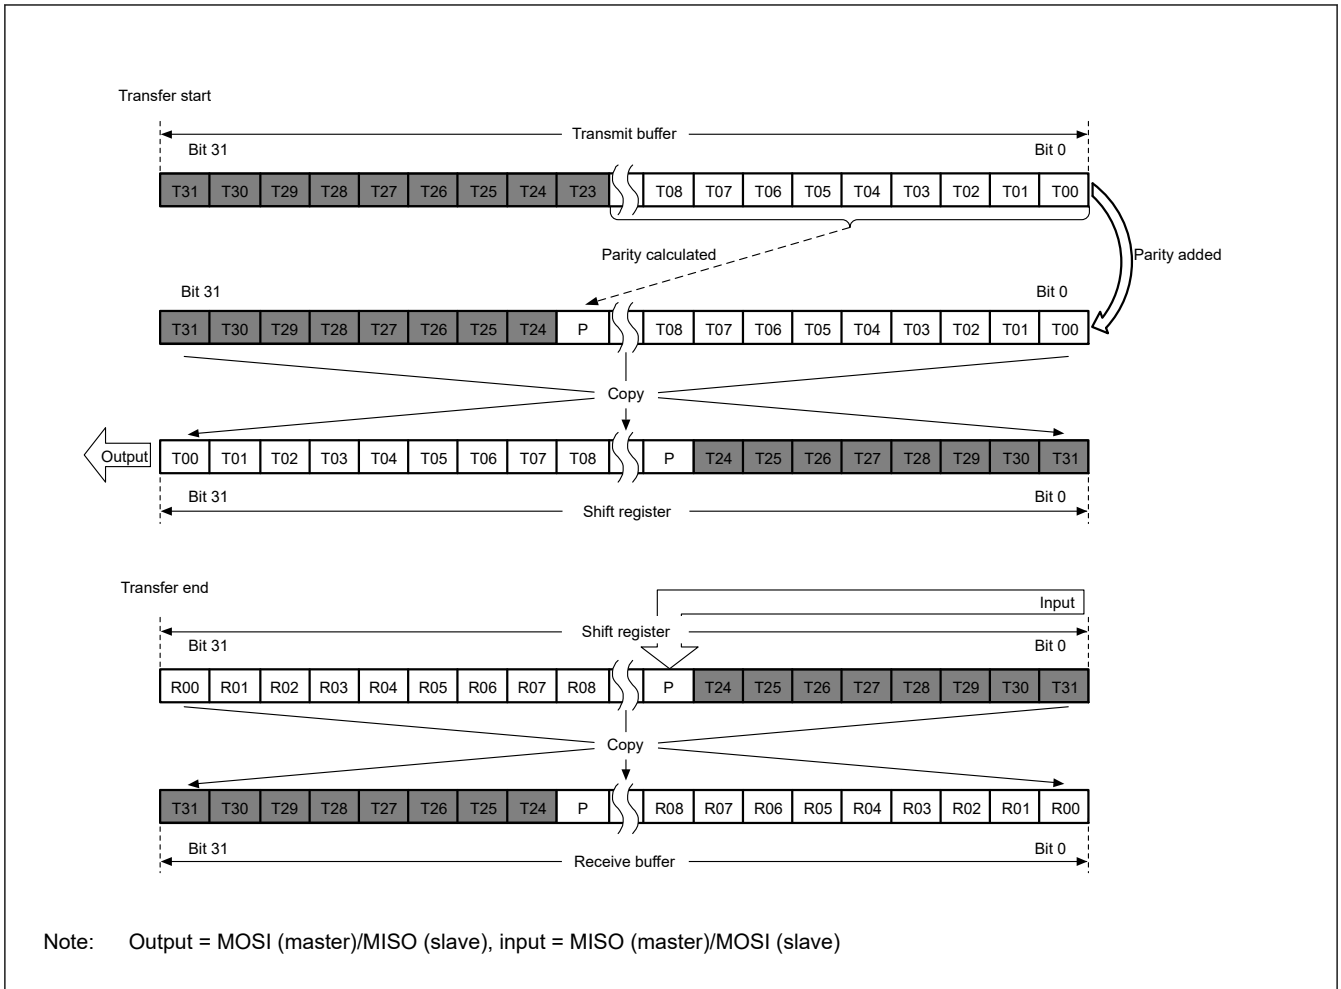 Transfer start
Transmit buffer
Bit 31 Bit 0
T31 T30 T29 T28 T27 T26 T25 T24 T23 T08 T07 T06 T05 T04 T03 T02 T01 T00
Parity calculated Parity added
Bit 31 Bit 0
T31 T30 T29 T28 T27 T26 T25 T24 P T08 T07 T06 T05 T04 T03 T02 T01 T00
Copy
Output T00 T01 T02 T03 T04 T05 T06 T07 T08 P T24 T25 T26 T27 T28 T29 T30 T31
Bit 31 Bit 0
Shift register
Transfer end
Input
Shift register
Bit 31 Bit 0
R00 R01 R02 R03 R04 R05 R06 R07 R08 P T24 T25 T26 T27 T28 T29 T30 T31
Copy
T31 T30 T29 T28 T27 T26 T25 T24 P R08 R07 R06 R05 R04 R03 R02 R01 R00
Bit 31 Bit 0
Receive buffer
Note: Output = MOSI (master)/MISO (slave), input = MISO (master)/MOSI (slave)